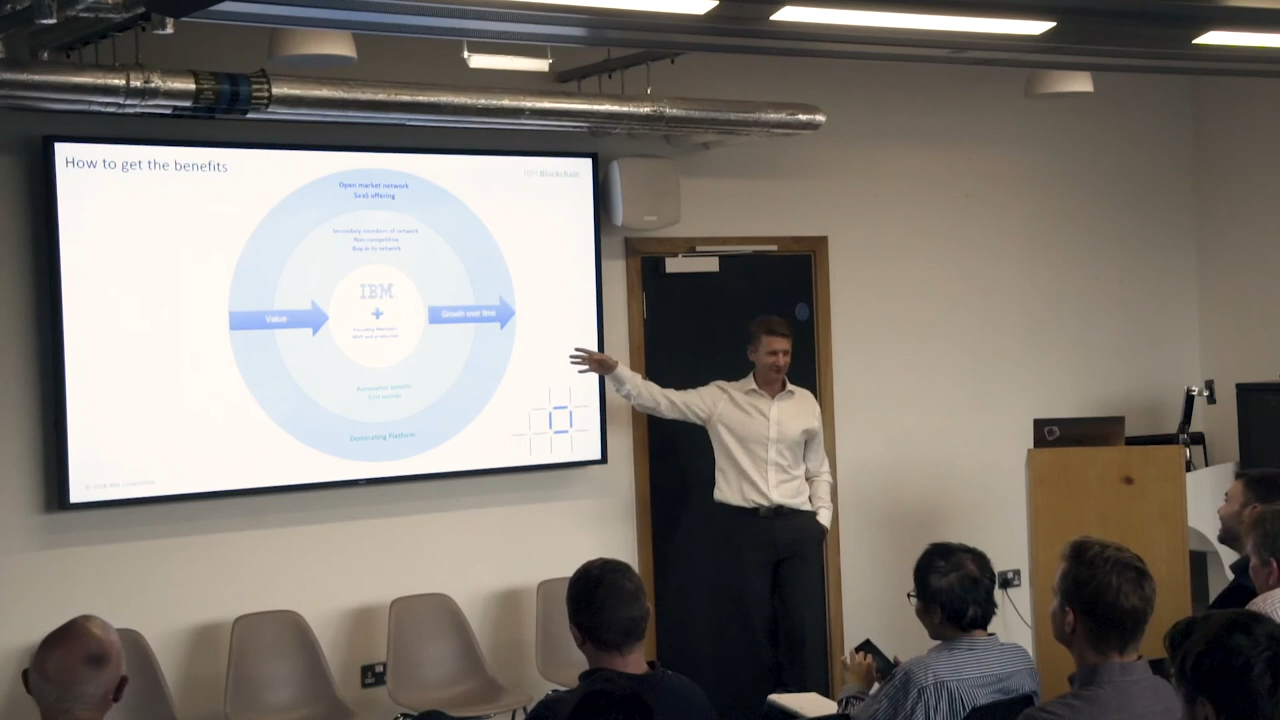 How to get the benefits
IBM Blockchain
Open market network
SaaS offering
Secondary members of network
Non-competitive
Buy in to network
IBM
+
Founding Members
MVP and production
Value
Growth over time
Automation benefits
Cost savings
Dominating Platform